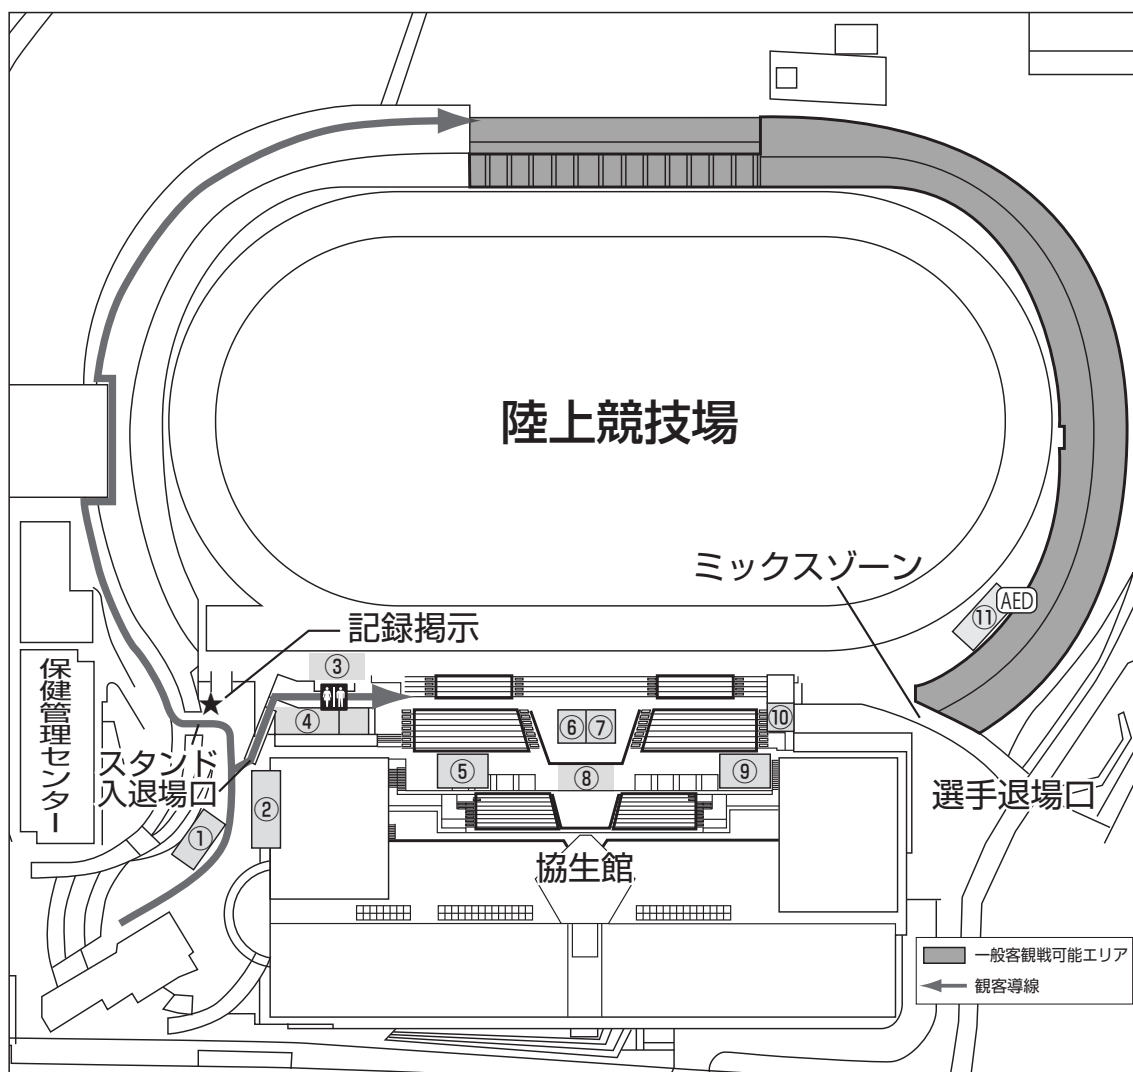 陸上競技場
ミックスゾーン
⑪
AED
記録掲示
③
保健管理センター
④
⑥
⑦
⑩
スタンド
入退場口
⑤
⑧
⑨
選手退場口
②
①
協生館
一般客観戦可能エリア
観客導線